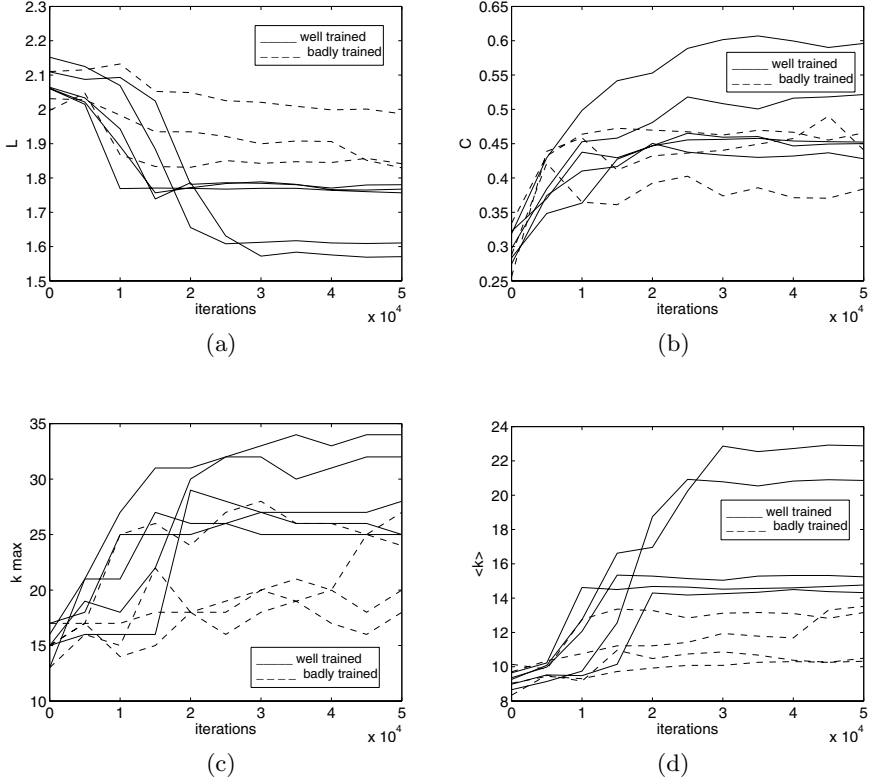 2.3
2.2
2.1
2
1.9
1.8
1.7
1.6
1.5
L
well trained
badly trained
0 1 2 3 4 5
iterations
x 10^4
(a)
0.65
0.6
0.55
0.5
0.45
0.4
0.35
0.3
0.25
C
well trained
badly trained
0 1 2 3 4 5
iterations
x 10^4
(b)
35
30
25
20
15
10
k max
well trained
badly trained
0 1 2 3 4 5
iterations
x 10^4
(c)
24
22
20
18
16
14
12
10
8
<k>
well trained
badly trained
0 1 2 3 4 5
iterations
x 10^4
(d)